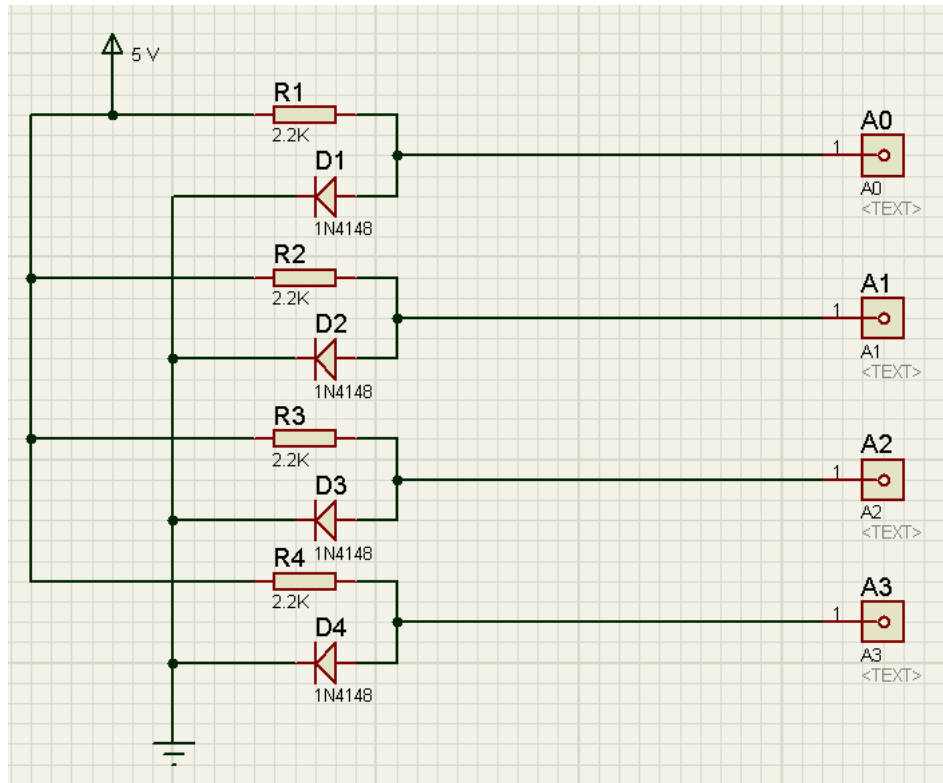 5 V
R1
2.2K
A0
1
D1
A0
<TEXT>
1N4148
R2
2.2K
A1
1
D2
A1
<TEXT>
1N4148
R3
2.2K
A2
1
D3
A2
<TEXT>
1N4148
R4
2.2K
A3
1
D4
A3
<TEXT>
1N4148